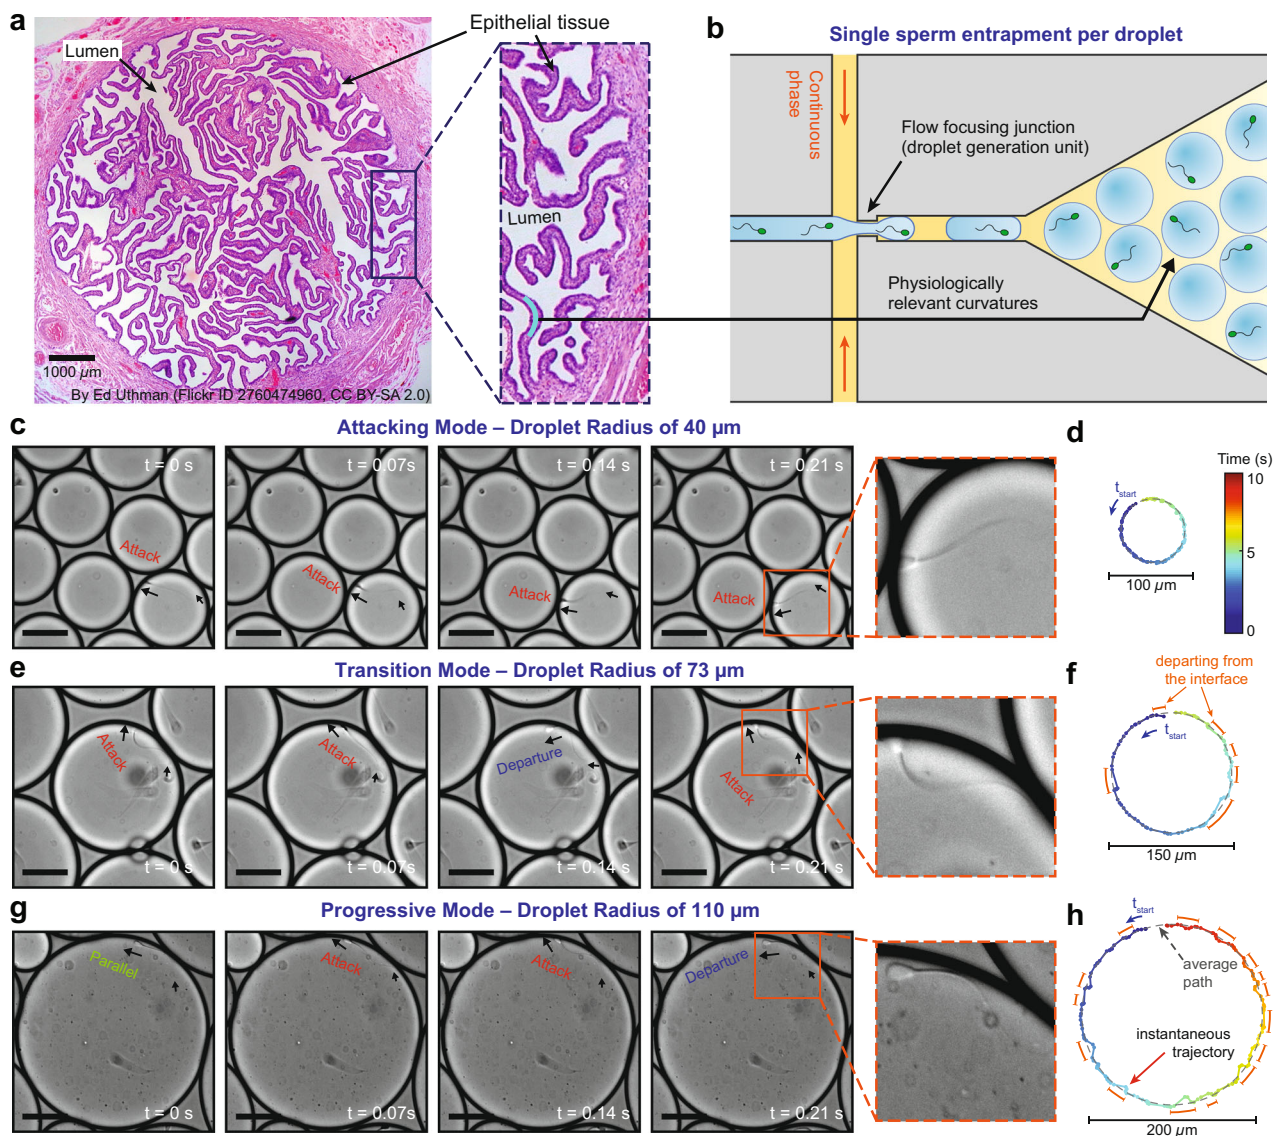 a
Epithelial tissue
Lumen
Lumen
1000 µm
By Ed Uthman (Flickr ID 2760474960, CC BY-SA 2.0)
b
Single sperm entrapment per droplet
Continuous
phase
Flow focusing junction
(droplet generation unit)
Physiologically
relevant curvatures
c
Attacking Mode – Droplet Radius of 40 µm
t = 0 s
Attack
t = 0.07s
Attack
t = 0.14 s
Attack
t = 0.21 s
Attack
d
Time (s)
10
5
0
tstart
100 µm
e
Transition Mode – Droplet Radius of 73 µm
Attack
t = 0 s
Attack
t = 0.07s
Departure
t = 0.14 s
Attack
t = 0.21 s
f
departing from
the interface
tstart
150 µm
g
Progressive Mode – Droplet Radius of 110 µm
Parallel
t = 0 s
Attack
t = 0.07s
Attack
t = 0.14 s
Departure
t = 0.21 s
h
tstart
average
path
instantaneous
trajectory
200 µm